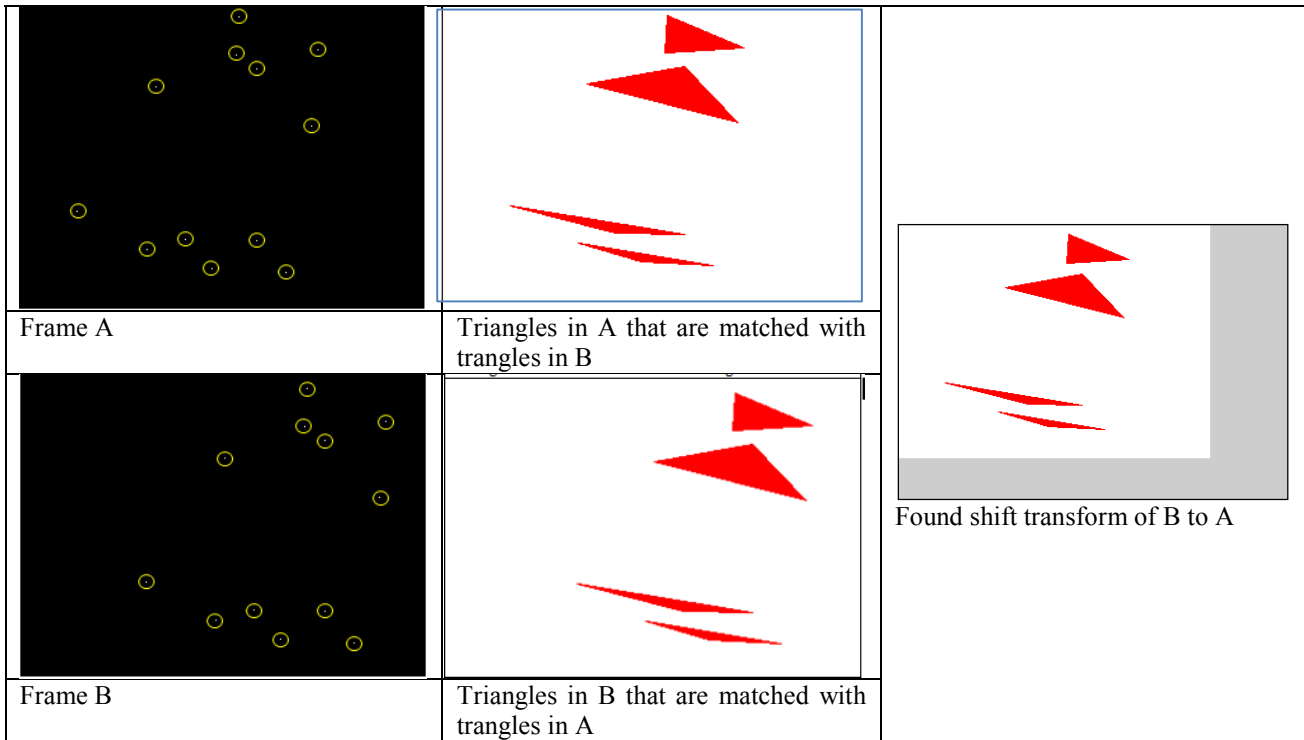 Frame A
Triangles in A that are matched with
trangles in B
Found shift transform of B to A
Frame B
Triangles in B that are matched with
trangles in A